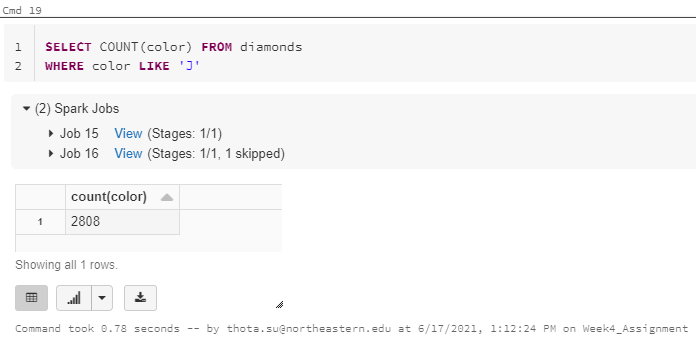 Cmd 19
1 SELECT COUNT(color) FROM diamonds
2 WHERE color LIKE 'J'
(2) Spark Jobs
Job 15 View (Stages: 1/1)
Job 16 View (Stages: 1/1, 1 skipped)
count(color)
1 2808
Showing all 1 rows.
Command took 0.78 seconds -- by thota.su@northeastern.edu at 6/17/2021, 1:12:24 PM on Week4_Assignment